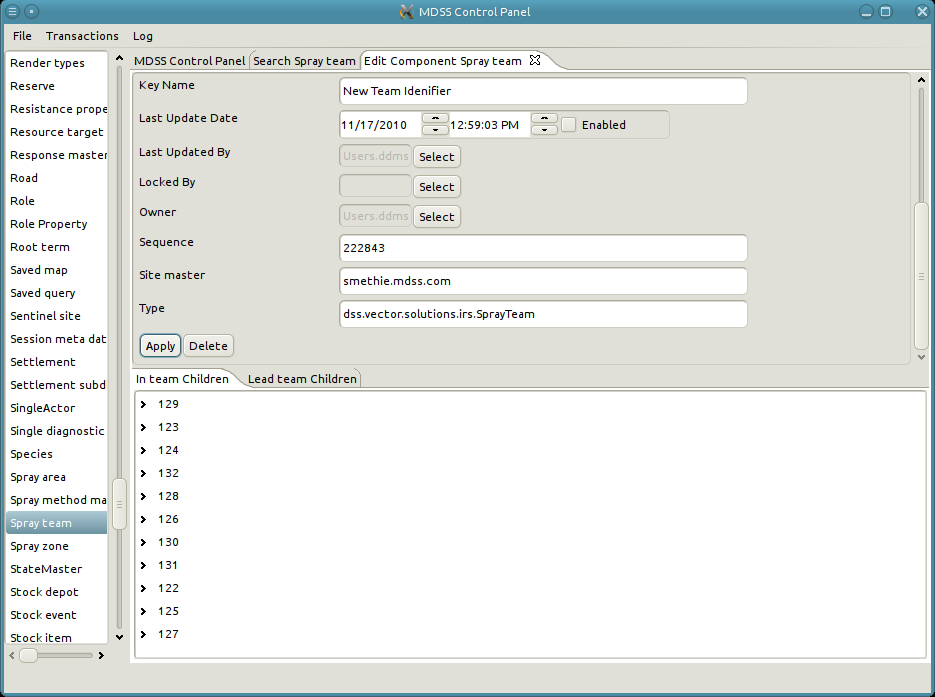 MDSS Control Panel
File Transactions Log
Render types
Reserve
Resistance prope
Resource target
Response master
Road
Role
Role Property
Root term
Saved map
Saved query
Sentinel site
Session meta dat
Settlement
Settlement subd
SingleActor
Single diagnostic
Species
Spray area
Spray method ma
Spray team
Spray zone
StateMaster
Stock depot
Stock event
Stock item
MDSS Control Panel Search Spray team Edit Component Spray team
Key Name New Team Idenifier
Last Update Date 11/17/2010 12:59:03 PM Enabled
Last Updated By Users.ddms Select
Locked By Select
Owner Users.ddms Select
Sequence 222843
Site master smethie.mdss.com
Type dss.vector.solutions.irs.SprayTeam
Apply Delete
In team Children Lead team Children
129
123
124
132
128
126
130
131
122
125
127